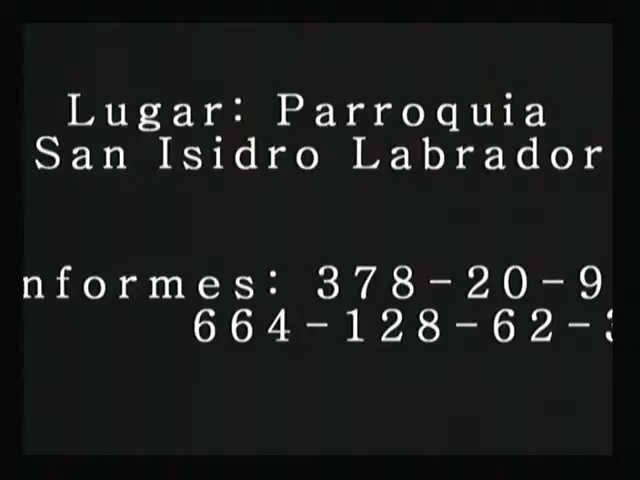 Lugar: Parroquia
San Isidro Labrador
nformes: 378-20-9
664-128-62-